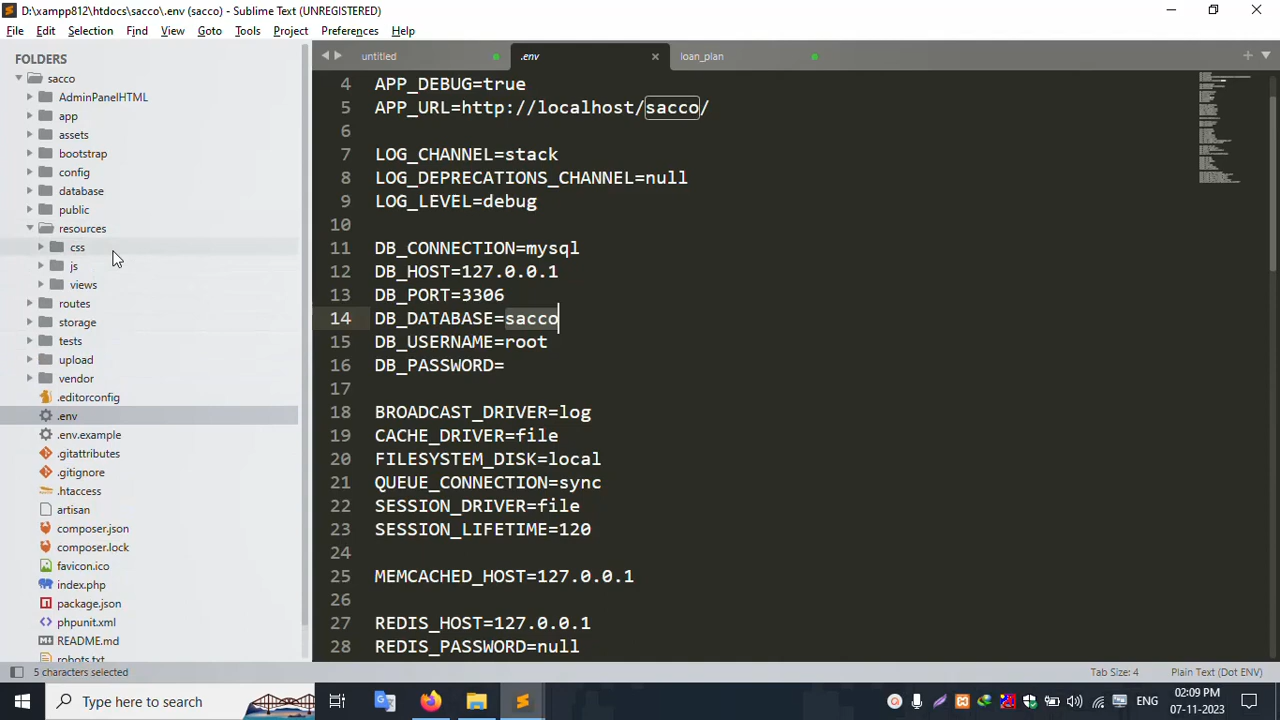 D:\xampp812\htdocs\sacco\.env (sacco) - Sublime Text (UNREGISTERED)
File Edit Selection Find View Goto Tools Project Preferences Help
FOLDERS
sacco
AdminPanelHTML
app
assets
bootstrap
config
database
public
resources
css
js
views
routes
storage
tests
upload
vendor
.editorconfig
.env
.env.example
.gitattributes
.gitignore
.htaccess
artisan
composer.json
composer.lock
favicon.ico
index.php
package.json
phpunit.xml
README.md
robots.txt
untitled .env loan_plan
4 APP_DEBUG=true
5 APP_URL=http://localhost/sacco/
6
7 LOG_CHANNEL=stack
8 LOG_DEPRECATIONS_CHANNEL=null
9 LOG_LEVEL=debug
10
11 DB_CONNECTION=mysql
12 DB_HOST=127.0.0.1
13 DB_PORT=3306
14 DB_DATABASE=sacco
15 DB_USERNAME=root
16 DB_PASSWORD=
17
18 BROADCAST_DRIVER=log
19 CACHE_DRIVER=file
20 FILESYSTEM_DISK=local
21 QUEUE_CONNECTION=sync
22 SESSION_DRIVER=file
23 SESSION_LIFETIME=120
24
25 MEMCACHED_HOST=127.0.0.1
26
27 REDIS_HOST=127.0.0.1
28 REDIS_PASSWORD=null
5 characters selected Tab Size: 4 Plain Text (Dot ENV)
Type here to search ENG 02:09 PM
07-11-2023